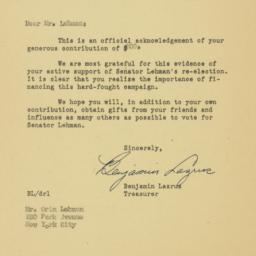 Dear Mr. Lehman:
This is an official acknowledgement of your
generous contribution of
We are most grateful for this evidence of
your active support of Senator Lehman's re-election.
It is clear that you realize the importance of fi-
nancing this hard-fought campaign.
We hope you will, in addition to your own
contribution, obtain gifts from your friends and
influence as many others as possible to vote for
Senator Lehman.
Sincerely,
Benjamin Lazrus
Benjamin Lazrus
Treasurer
BL/drl
Mr. Orin Lehman
Park Avenue
New York City